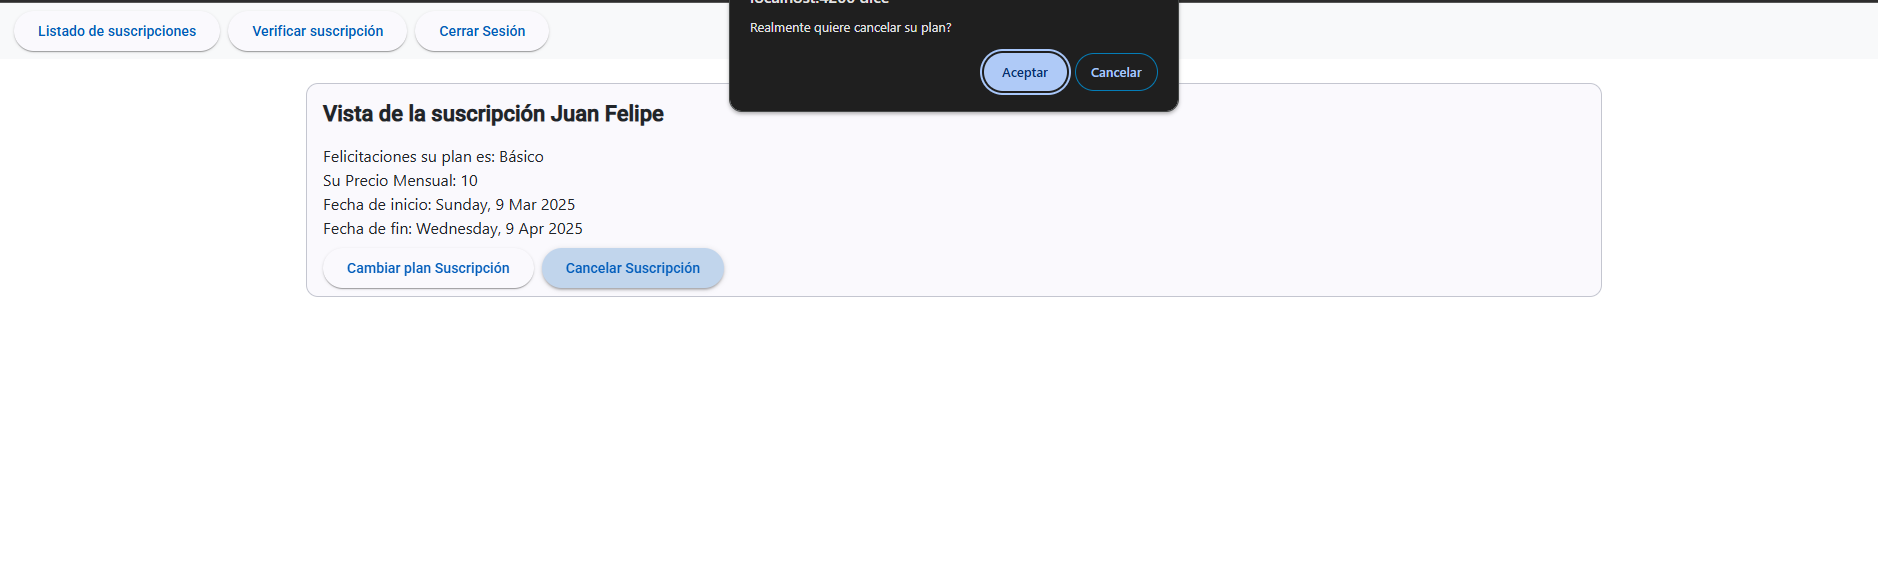 Realmente quiere cancelar su plan?
Aceptar Cancelar
Listado de suscripciones Verificar suscripción Cerrar Sesión
Vista de la suscripción Juan Felipe
Felicitaciones su plan es: Básico
Su Precio Mensual: 10
Fecha de inicio: Sunday, 9 Mar 2025
Fecha de fin: Wednesday, 9 Apr 2025
Cambiar plan Suscripción Cancelar Suscripción